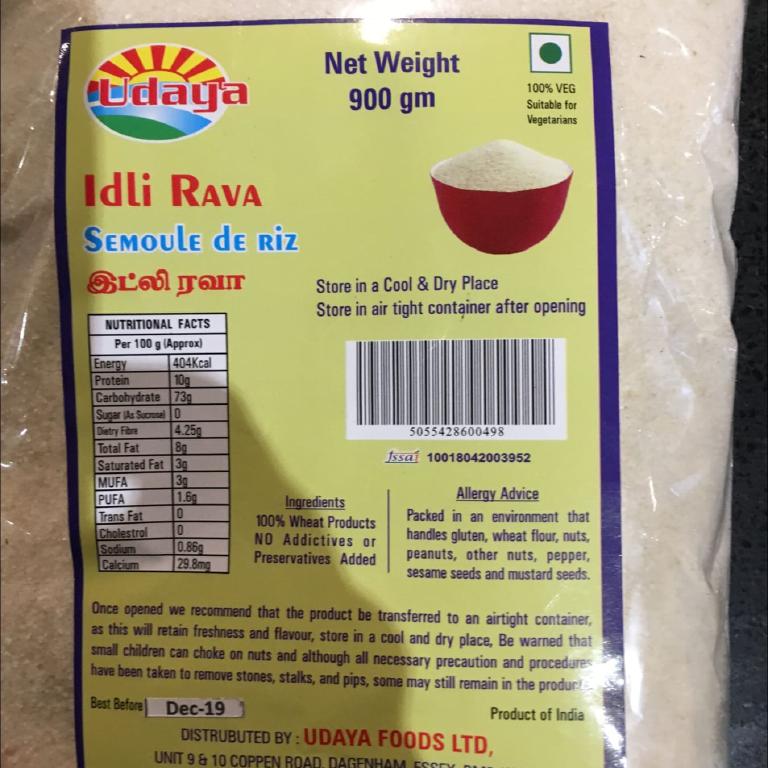 Udaya
Net Weight
900 gm
100% VEG
Suitable for
Vegetarians
Idli RAVA
SEMOULE DE RIZ
இட்லி ரவா
Store in a Cool & Dry Place
Store in air tight container after opening
NUTRITIONAL FACTS
Per 100 g (Approx)
Energy 404Kcal
Protein 10g
Carbohydrate 73g
Sugar (As Sucrose) 0
Dietry Fibre 4.25g
Total Fat 8g
Saturated Fat 3g
MUFA 3g
PUFA 1.6g
Trans Fat 0
Cholestrol 0
Sodium 0.86g
Calcium 29.8mg
5055428600498
fssai 10018042003952
Ingredients
100% Wheat Products
NO Addictives or
Preservatives Added
Allergy Advice
Packed in an environment that
handles gluten, wheat flour, nuts,
peanuts, other nuts, pepper,
sesame seeds and mustard seeds.
Once opened we recommend that the product be transferred to an airtight container,
as this will retain freshness and flavour, store in a cool and dry place, Be warned that
small children can choke on nuts and although all necessary precaution and procedures
have been taken to remove stones, stalks, and pips, some may still remain in the product.
Best Before Dec-19
Product of India
DISTRUBUTED BY : UDAYA FOODS LTD,
UNIT 9 & 10 COPPEN ROAD, DAGENHAM, ESSEX,